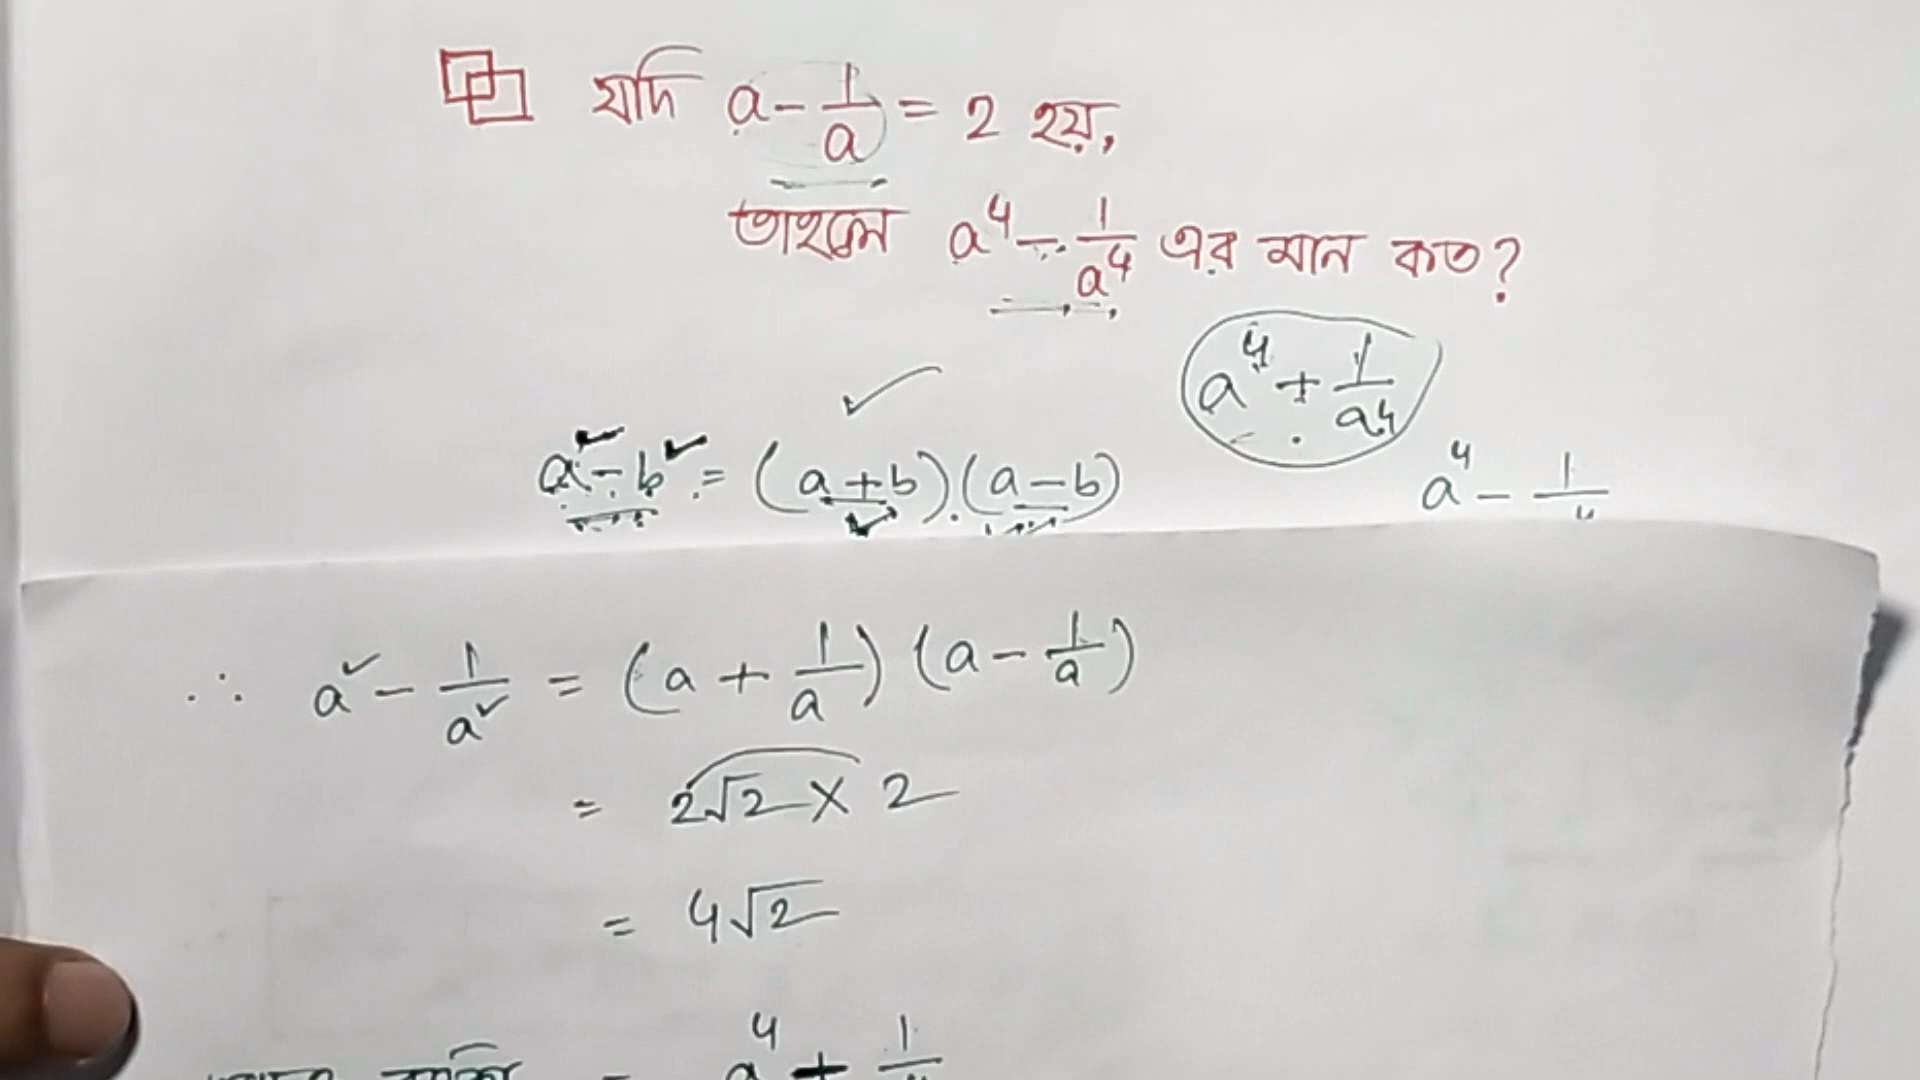 যদি a - 1/a = 2 হয়,
তাহলে a⁴ - 1/a⁴ এর মান কত?
a⁴ + 1/a⁴
a² - b² = (a+b)(a-b)
a⁴ - 1/
∴ a² - 1/a² = (a + 1/a)(a - 1/a)
= 2√2 × 2
= 4√2
= a⁴ + 1/